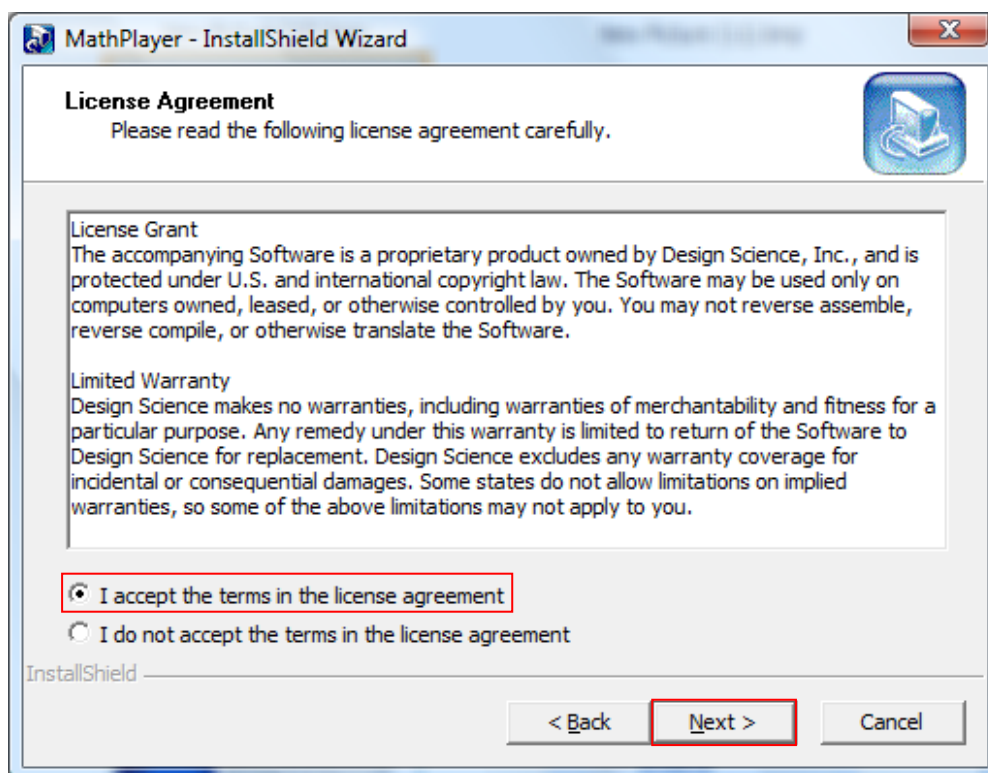 MathPlayer - InstallShield Wizard
License Agreement
Please read the following license agreement carefully.
License Grant
The accompanying Software is a proprietary product owned by Design Science, Inc., and is
protected under U.S. and international copyright law. The Software may be used only on
computers owned, leased, or otherwise controlled by you. You may not reverse assemble,
reverse compile, or otherwise translate the Software.
Limited Warranty
Design Science makes no warranties, including warranties of merchantability and fitness for a
particular purpose. Any remedy under this warranty is limited to return of the Software to
Design Science for replacement. Design Science excludes any warranty coverage for
incidental or consequential damages. Some states do not allow limitations on implied
warranties, so some of the above limitations may not apply to you.
I accept the terms in the license agreement
I do not accept the terms in the license agreement
InstallShield
< Back Next > Cancel